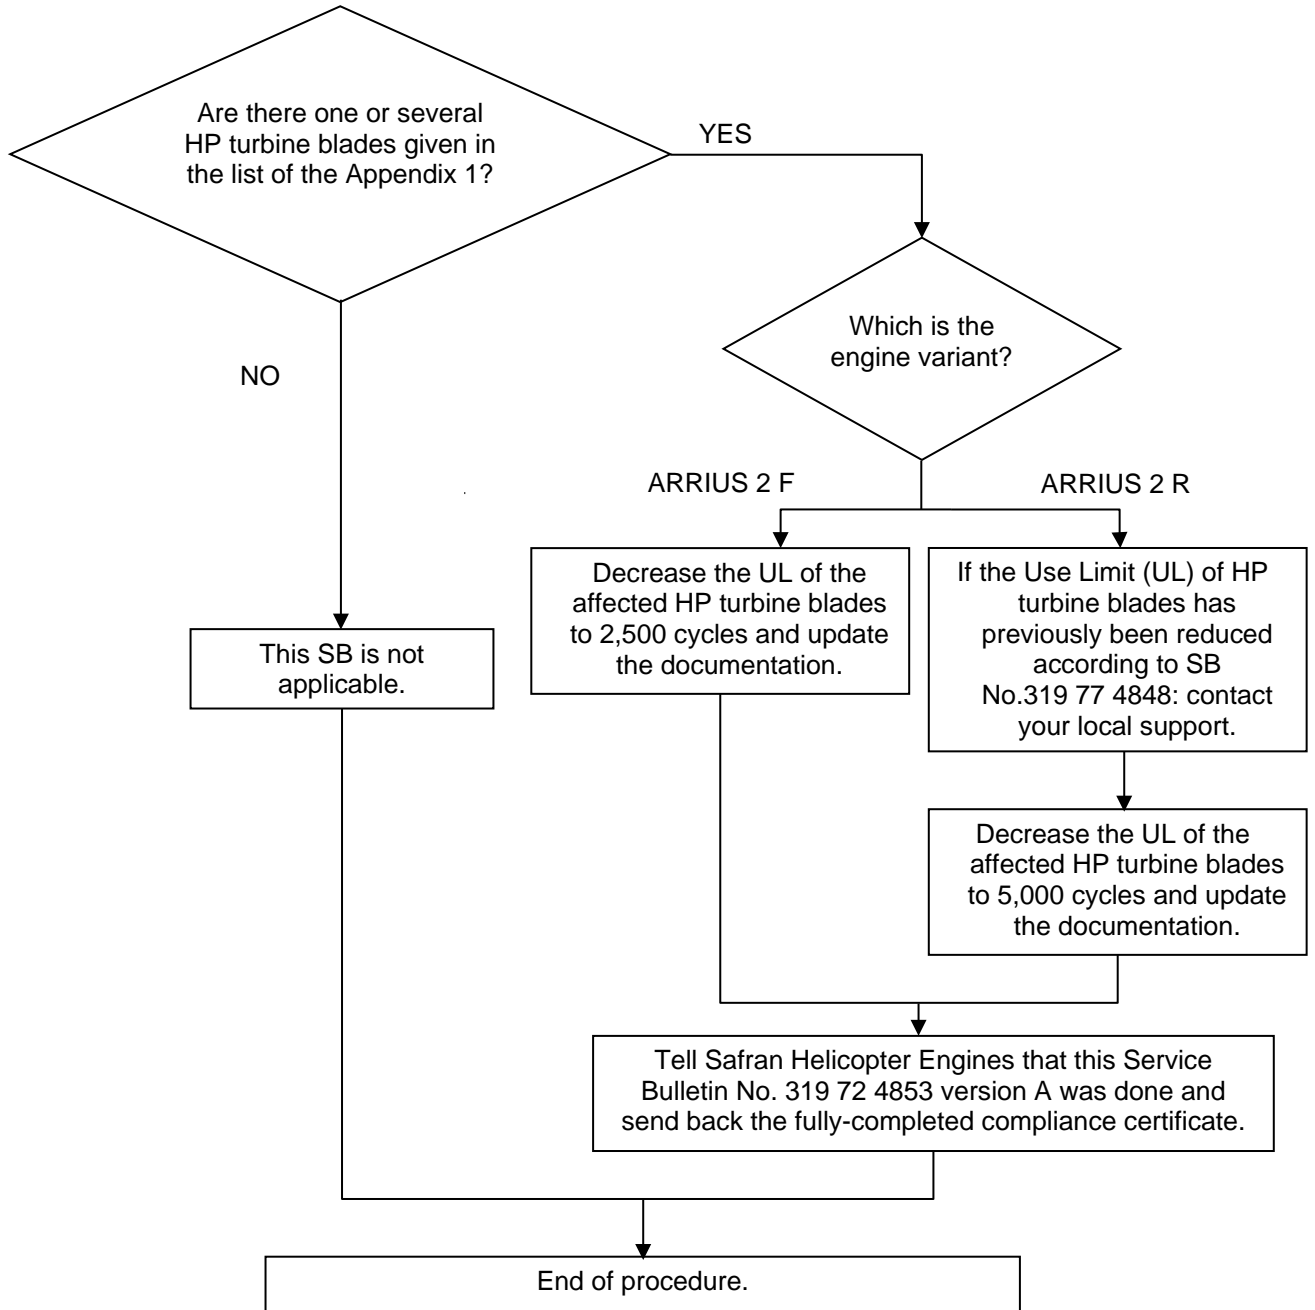 Are there one or several
HP turbine blades given in
the list of the Appendix 1?
YES
NO
Which is the
engine variant?
ARRIUS 2 F
ARRIUS 2 R
Decrease the UL of the
affected HP turbine blades
to 2,500 cycles and update
the documentation.
If the Use Limit (UL) of HP
turbine blades has
previously been reduced
according to SB
No.319 77 4848: contact
your local support.
This SB is not
applicable.
Decrease the UL of the
affected HP turbine blades
to 5,000 cycles and update
the documentation.
Tell Safran Helicopter Engines that this Service
Bulletin No. 319 72 4853 version A was done and
send back the fully-completed compliance certificate.
End of procedure.